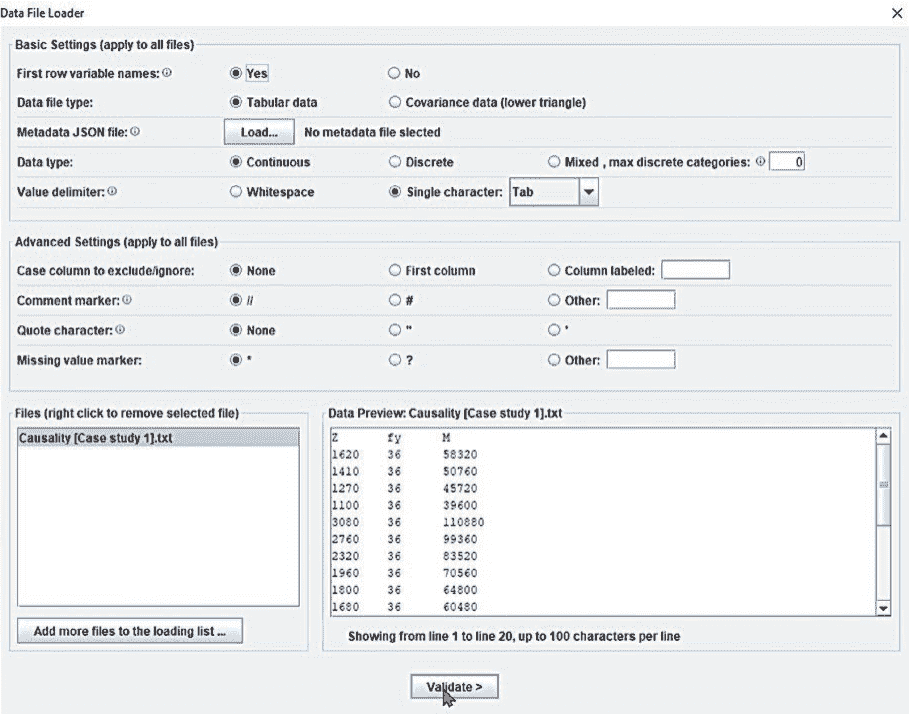 Data File Loader
Basic Settings (apply to all files)
First row variable names: Yes No
Data file type: Tabular data Covariance data (lower triangle)
Metadata JSON file: Load... No metadata file slected
Data type: Continuous Discrete Mixed , max discrete categories: 0
Value delimiter: Whitespace Single character: Tab
Advanced Settings (apply to all files)
Case column to exclude/ignore: None First column Column labeled:
Comment marker: // # Other:
Quote character: None " '
Missing value marker: * ? Other:
Files (right click to remove selected file)
Causality [Case study 1].txt
Add more files to the loading list ...
Data Preview: Causality [Case study 1].txt
Z fy M
1620 36 58320
1410 36 50760
1270 36 45720
1100 36 39600
3080 36 110880
2760 36 99360
2320 36 83520
1960 36 70560
1800 36 64800
1680 36 60480
Showing from line 1 to line 20, up to 100 characters per line
Validate >